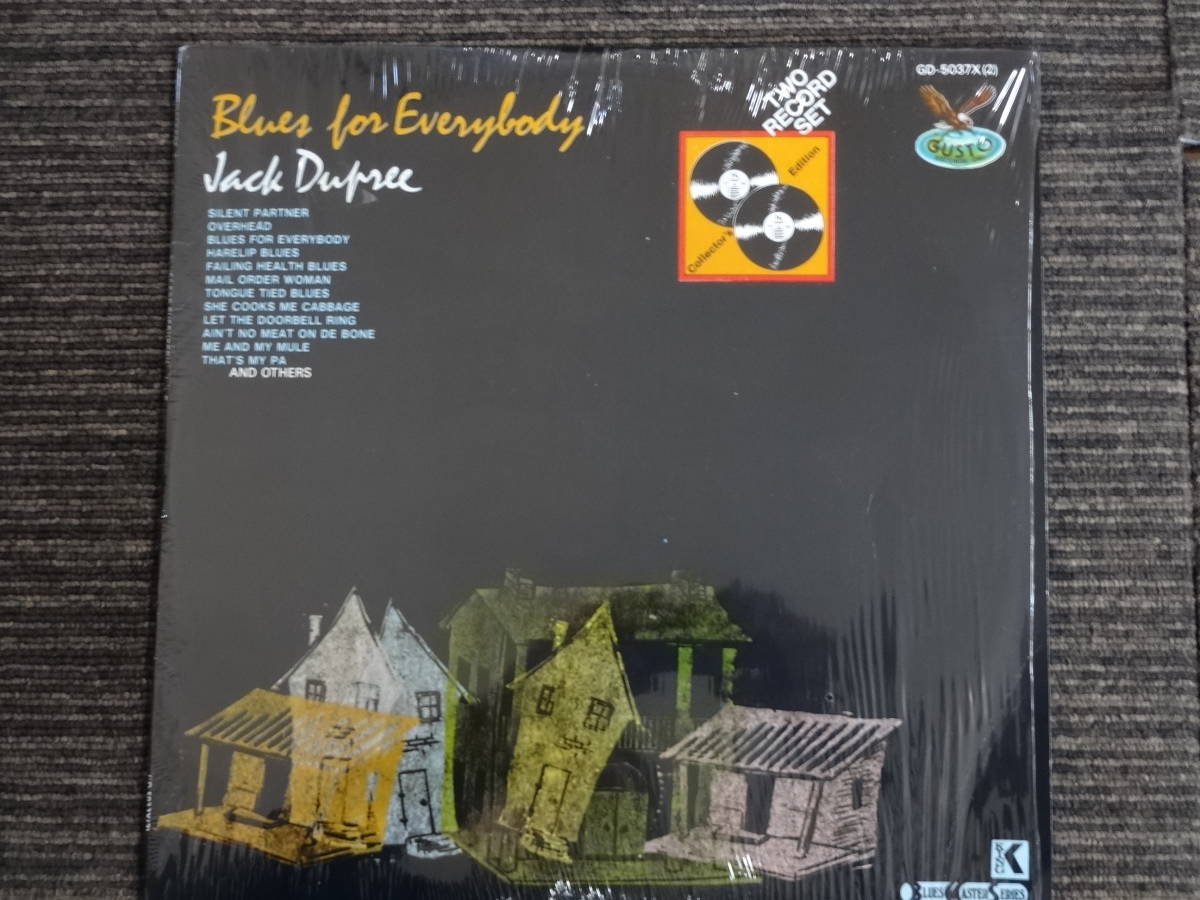 Blues for Everybody
Jack Dupree
SILENT PARTNER
OVERHEAD
BLUES FOR EVERYBODY
HARELIP BLUES
FAILING HEALTH BLUES
MAIL ORDER WOMAN
TONGUE TIED BLUES
SHE COOKS ME CABBAGE
LET THE DOORBELL RING
AIN'T NO MEAT ON DE BONE
ME AND MY MULE
THAT'S MY PA
AND OTHERS
TWO
RECORD
SET
Collector's Edition
GD-5037X(2)
GUSTO
KING
K
BLUES MASTER SERIES